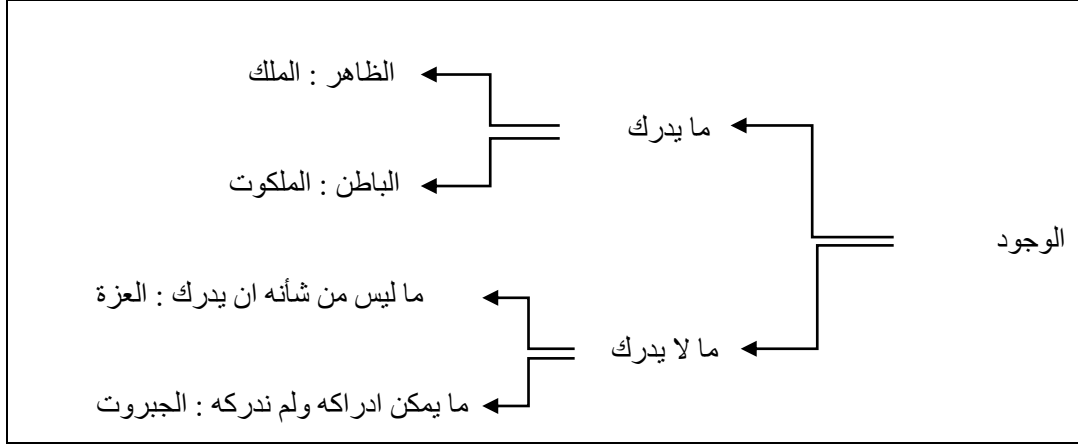 الظاهر : الملك
ما يدرك
الباطن : الملكوت
الوجود
ما ليس من شأنه ان يدرك : العزة
ما لا يدرك
ما يمكن ادراكه ولم ندركه : الجبروت